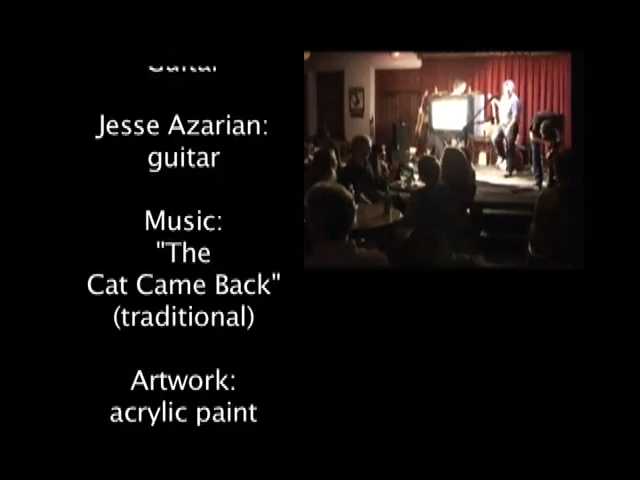 Jesse Azarian:
guitar
Music:
"The
Cat Came Back"
(traditional)
Artwork:
acrylic paint